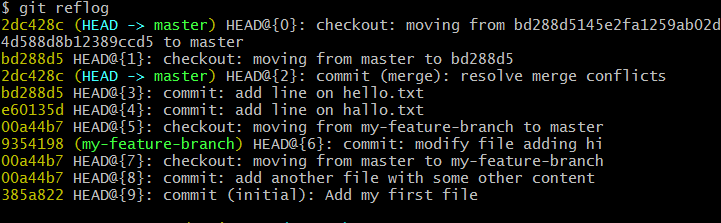 $ git reflog
2dc428c (HEAD -> master) HEAD@{0}: checkout: moving from bd288d5145e2fa1259ab02d
4d588d8b12389ccd5 to master
bd288d5 HEAD@{1}: checkout: moving from master to bd288d5
2dc428c (HEAD -> master) HEAD@{2}: commit (merge): resolve merge conflicts
bd288d5 HEAD@{3}: commit: add line on hello.txt
e60135d HEAD@{4}: commit: add line on hallo.txt
00a44b7 HEAD@{5}: checkout: moving from my-feature-branch to master
9354198 (my-feature-branch) HEAD@{6}: commit: modify file adding hi
00a44b7 HEAD@{7}: checkout: moving from master to my-feature-branch
00a44b7 HEAD@{8}: commit: add another file with some other content
385a822 HEAD@{9}: commit (initial): Add my first file